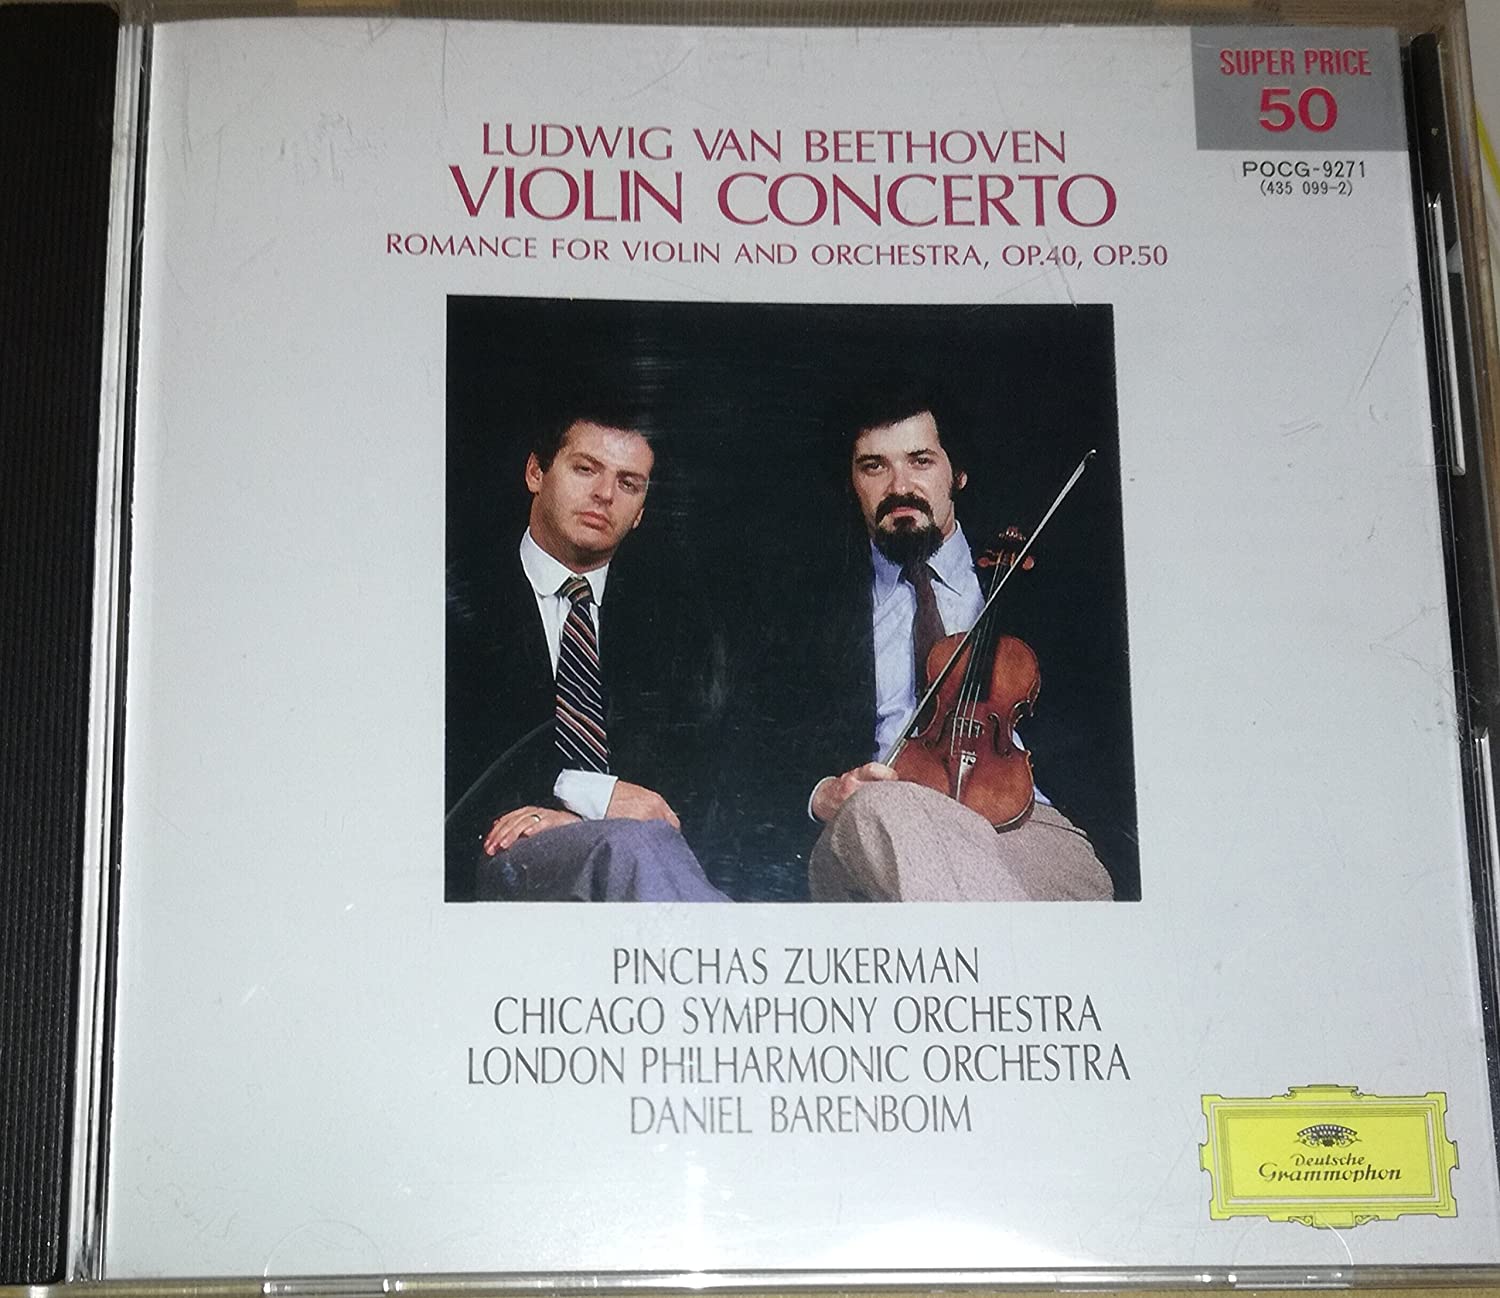 SUPER PRICE
50
POCG-9271
(435 099-2)
LUDWIG VAN BEETHOVEN
VIOLIN CONCERTO
ROMANCE FOR VIOLIN AND ORCHESTRA, OP.40, OP.50
PINCHAS ZUKERMAN
CHICAGO SYMPHONY ORCHESTRA
LONDON PHILHARMONIC ORCHESTRA
DANIEL BARENBOIM
Deutsche
Grammophon